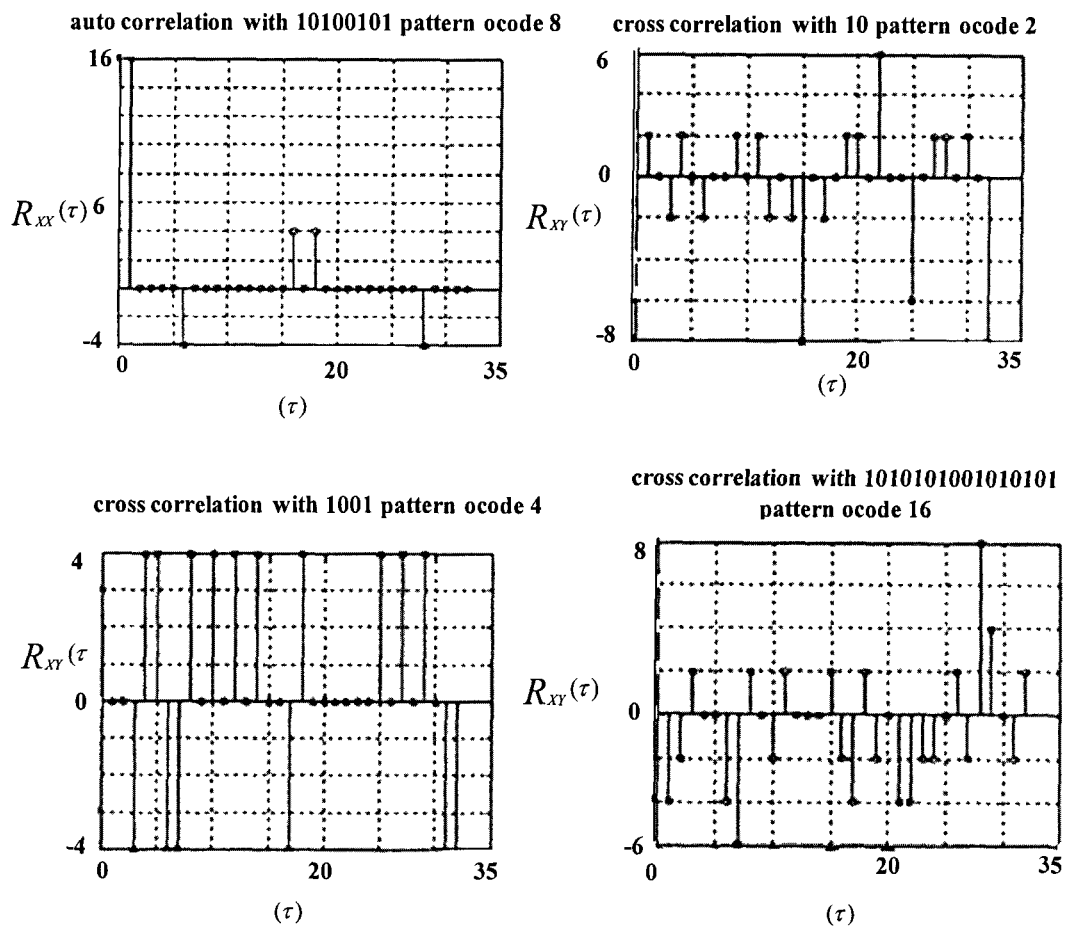 auto correlation with 10100101 pattern ocode 8
16
R_XX(τ) 6
-4
0 20 35
(τ)
cross correlation with 10 pattern ocode 2
6
0
R_XY(τ)
-8
0 20 35
(τ)
cross correlation with 1001 pattern ocode 4
4
R_XY(τ
0
-4
0 20 35
(τ)
cross correlation with 1010101001010101
pattern ocode 16
8
R_XY(τ)
0
-6
0 20 35
(τ)